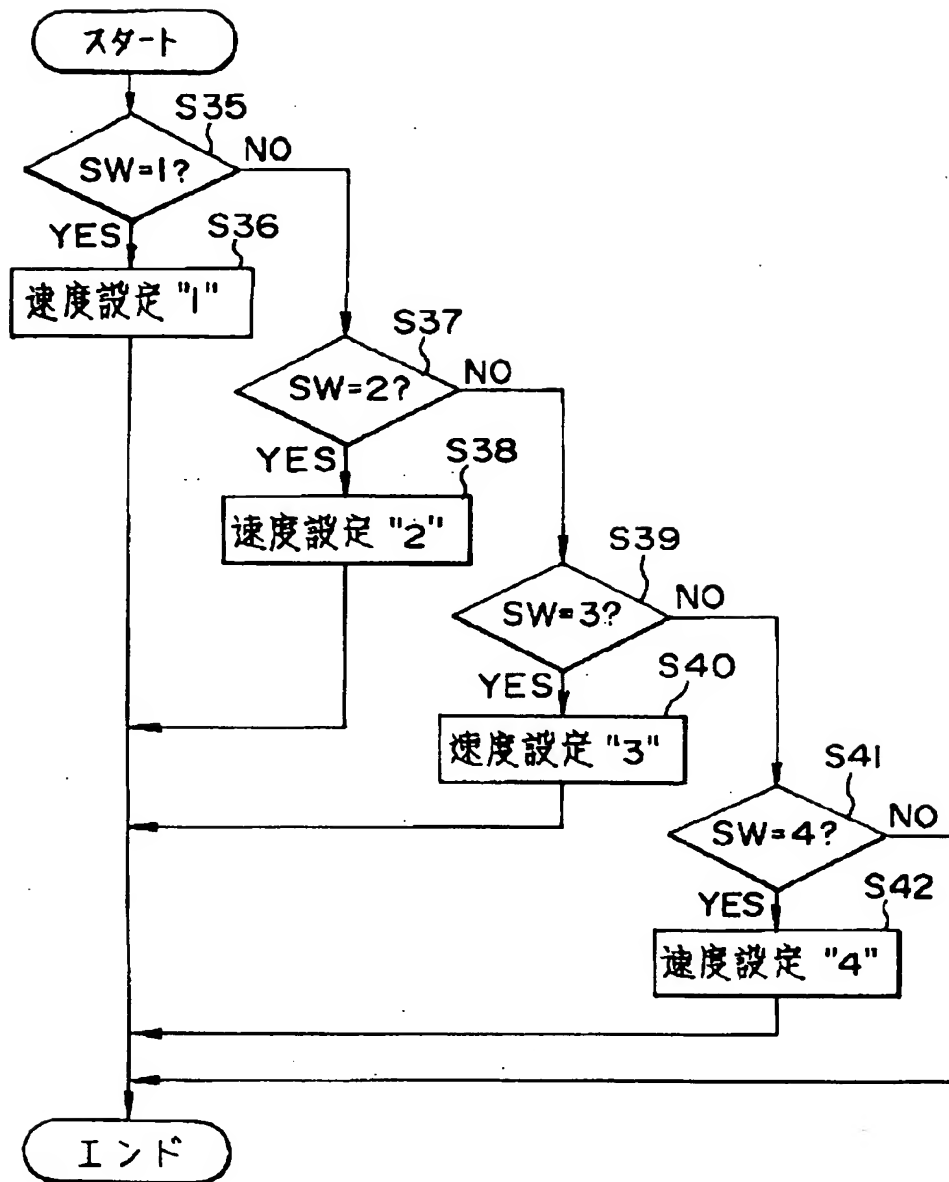 スタート
S35
SW=1?
NO
YES
S36
速度設定 "1"
S37
SW=2?
NO
YES
S38
速度設定 "2"
S39
SW=3?
NO
YES
S40
速度設定 "3"
S41
SW=4?
NO
YES
S42
速度設定 "4"
エンド